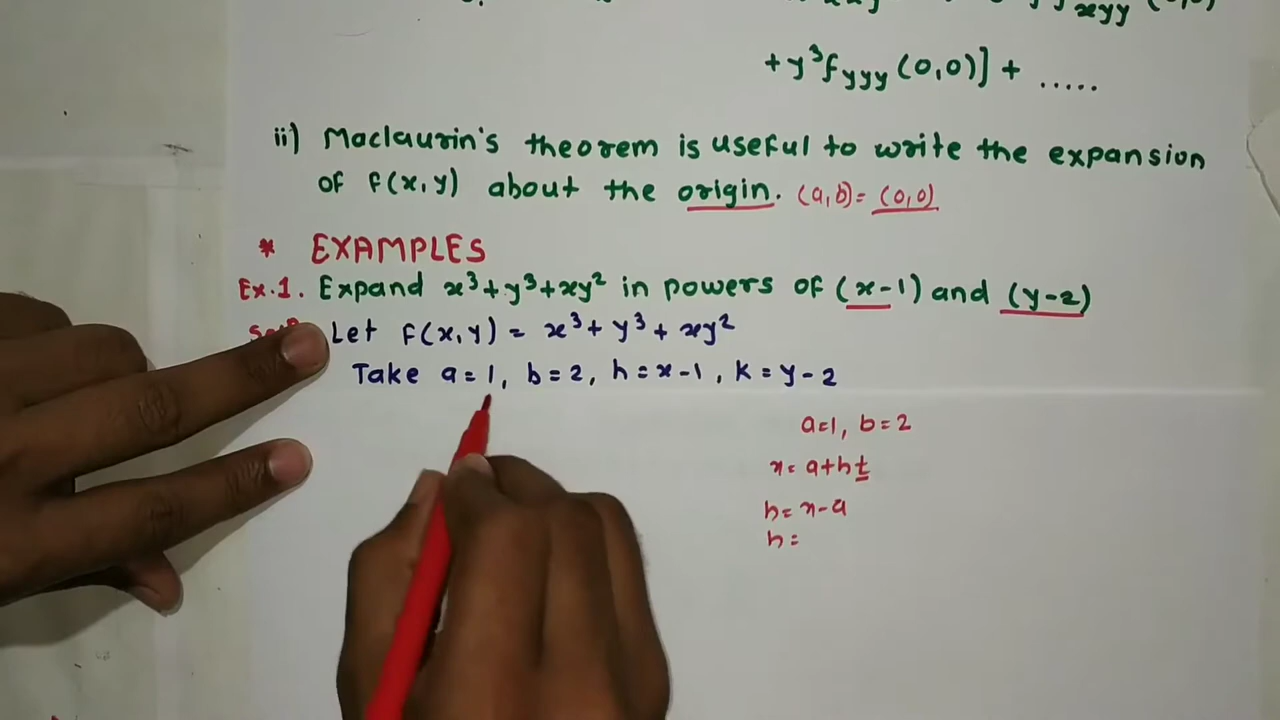 xyy
+y³fyyy (0,0)] + .....
ii) Maclaurin's theorem is useful to write the expansion
of f(x,y) about the origin. (a,b)= (0,0)
* EXAMPLES
Ex.1. Expand x³+y³+xy² in powers of (x-1) and (y-2)
Let f(x,y) = x³+ y³ + xy²
Take a=1, b=2, h=x-1, k=y-2
a=1, b=2
x= a+h±
h= x-a
h=